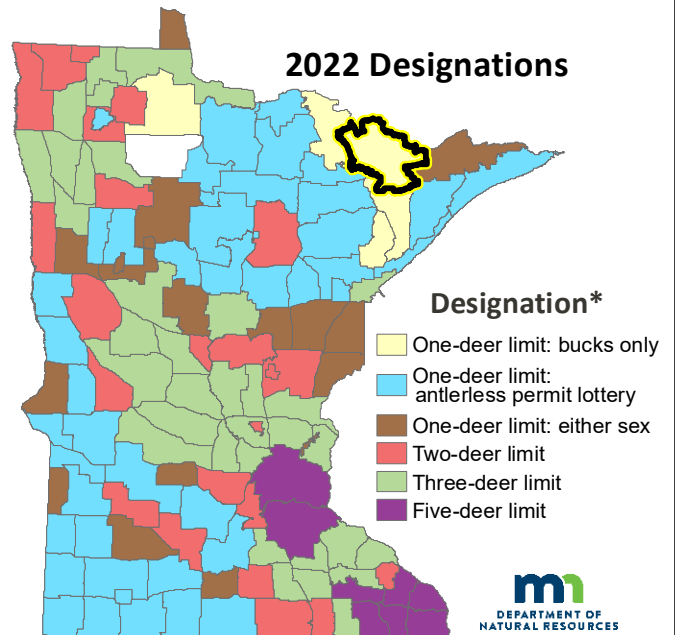 2022 Designations
Designation*
One-deer limit: bucks only
One-deer limit:
antlerless permit lottery
One-deer limit: either sex
Two-deer limit
Three-deer limit
Five-deer limit
mn
DEPARTMENT OF
NATURAL RESOURCES